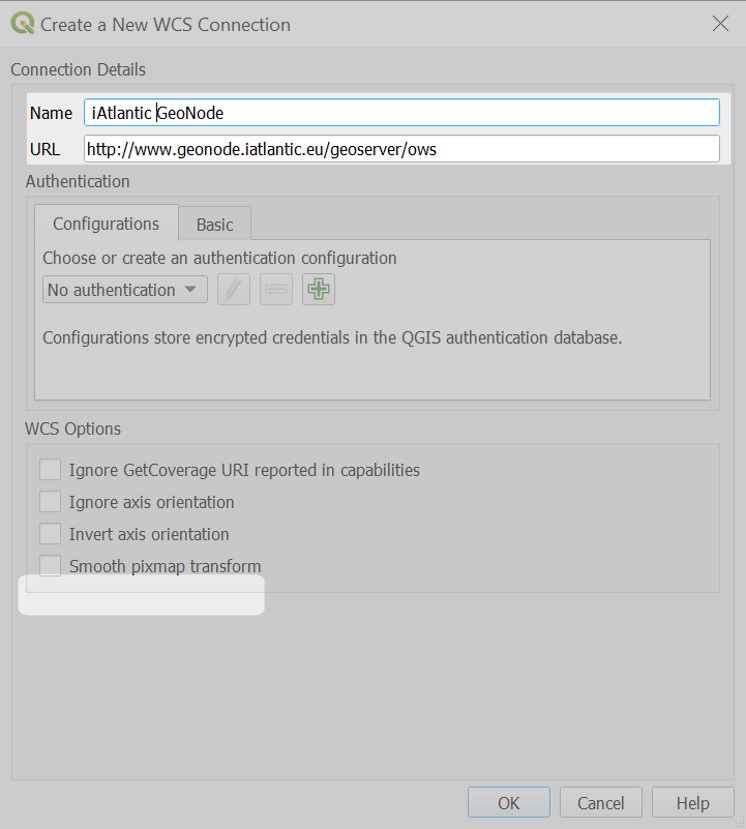 Create a New WCS Connection
Connection Details
Name iAtlantic GeoNode
URL http://www.geonode.iatlantic.eu/geoserver/ows
Authentication
Configurations Basic
Choose or create an authentication configuration
No authentication
Configurations store encrypted credentials in the QGIS authentication database.
WCS Options
Ignore GetCoverage URI reported in capabilities
Ignore axis orientation
Invert axis orientation
Smooth pixmap transform
OK Cancel Help